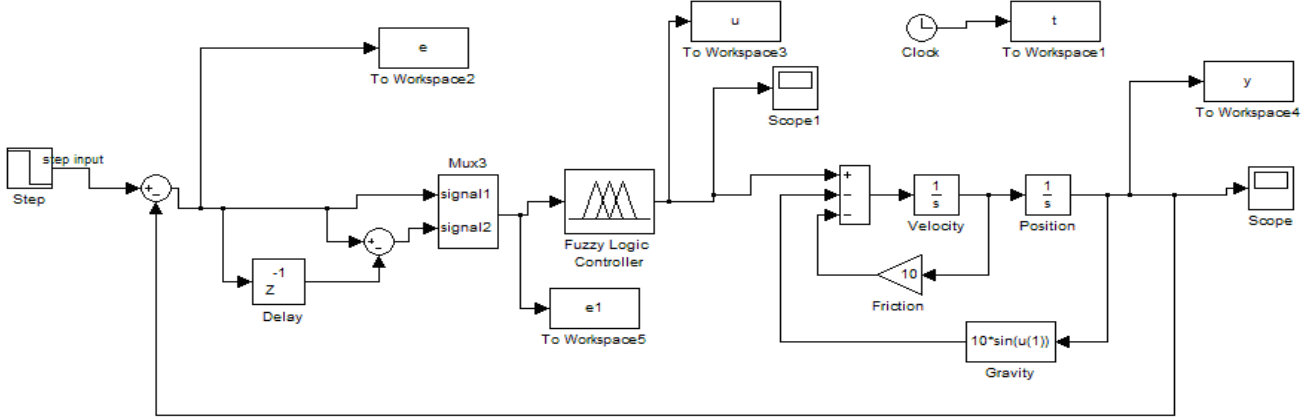 u
To Workspace3
Clock
t
To Workspace1
e
To Workspace2
Scope1
y
To Workspace4
step input
Step
+
−
Mux3
signal1
signal2
+
−
Fuzzy Logic
Controller
+
−
−
1
s
Velocity
1
s
Position
Scope
-1
Z
Delay
e1
To Workspace5
10
Friction
10*sin(u(1))
Gravity